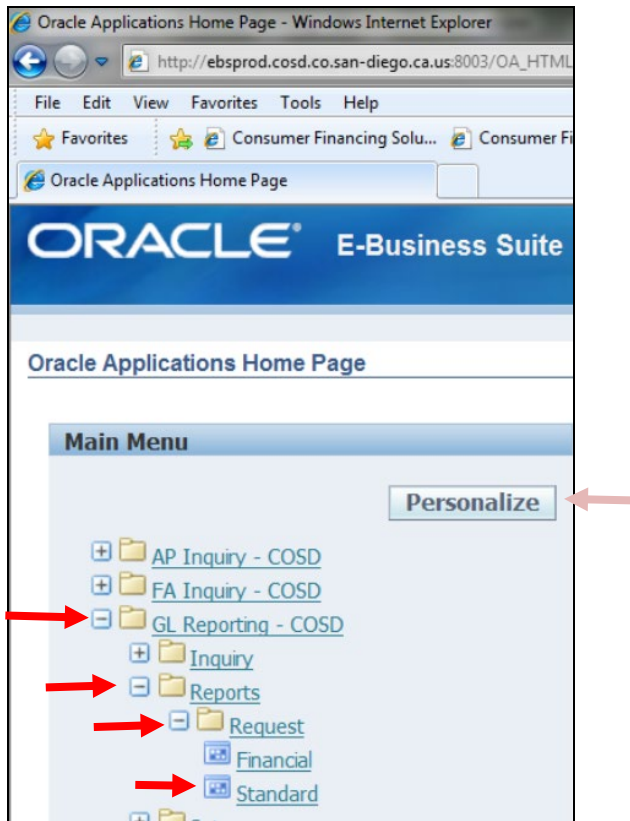 Oracle Applications Home Page - Windows Internet Explorer
http://ebsprod.cosd.co.san-diego.ca.us:8003/OA_HTML
File Edit View Favorites Tools Help
Favorites Consumer Financing Solu... Consumer Fi
Oracle Applications Home Page
ORACLE® E-Business Suite
Oracle Applications Home Page
Main Menu
Personalize
AP Inquiry - COSD
FA Inquiry - COSD
GL Reporting - COSD
Inquiry
Reports
Request
Financial
Standard